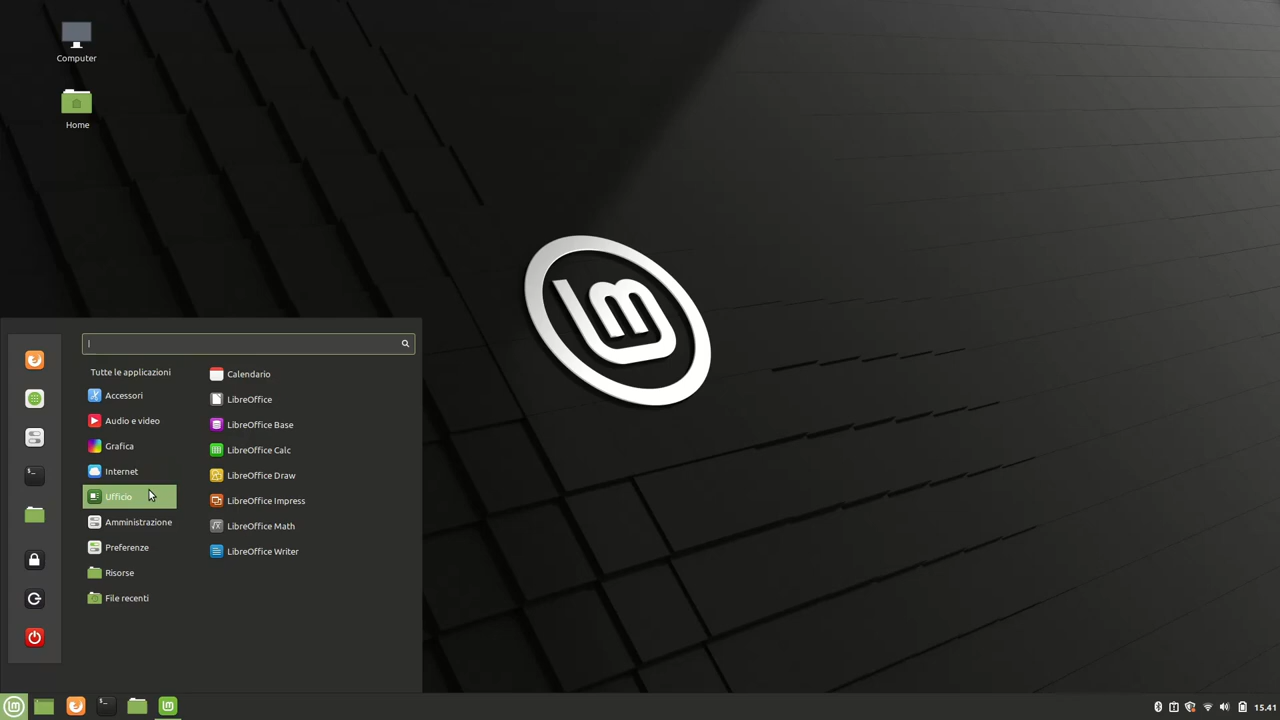 Computer
Home
Tutte le applicazioni
Accessori
Audio e video
Grafica
Internet
Ufficio
Amministrazione
Preferenze
Risorse
File recenti
Calendario
LibreOffice
LibreOffice Base
LibreOffice Calc
LibreOffice Draw
LibreOffice Impress
LibreOffice Math
LibreOffice Writer
15.41